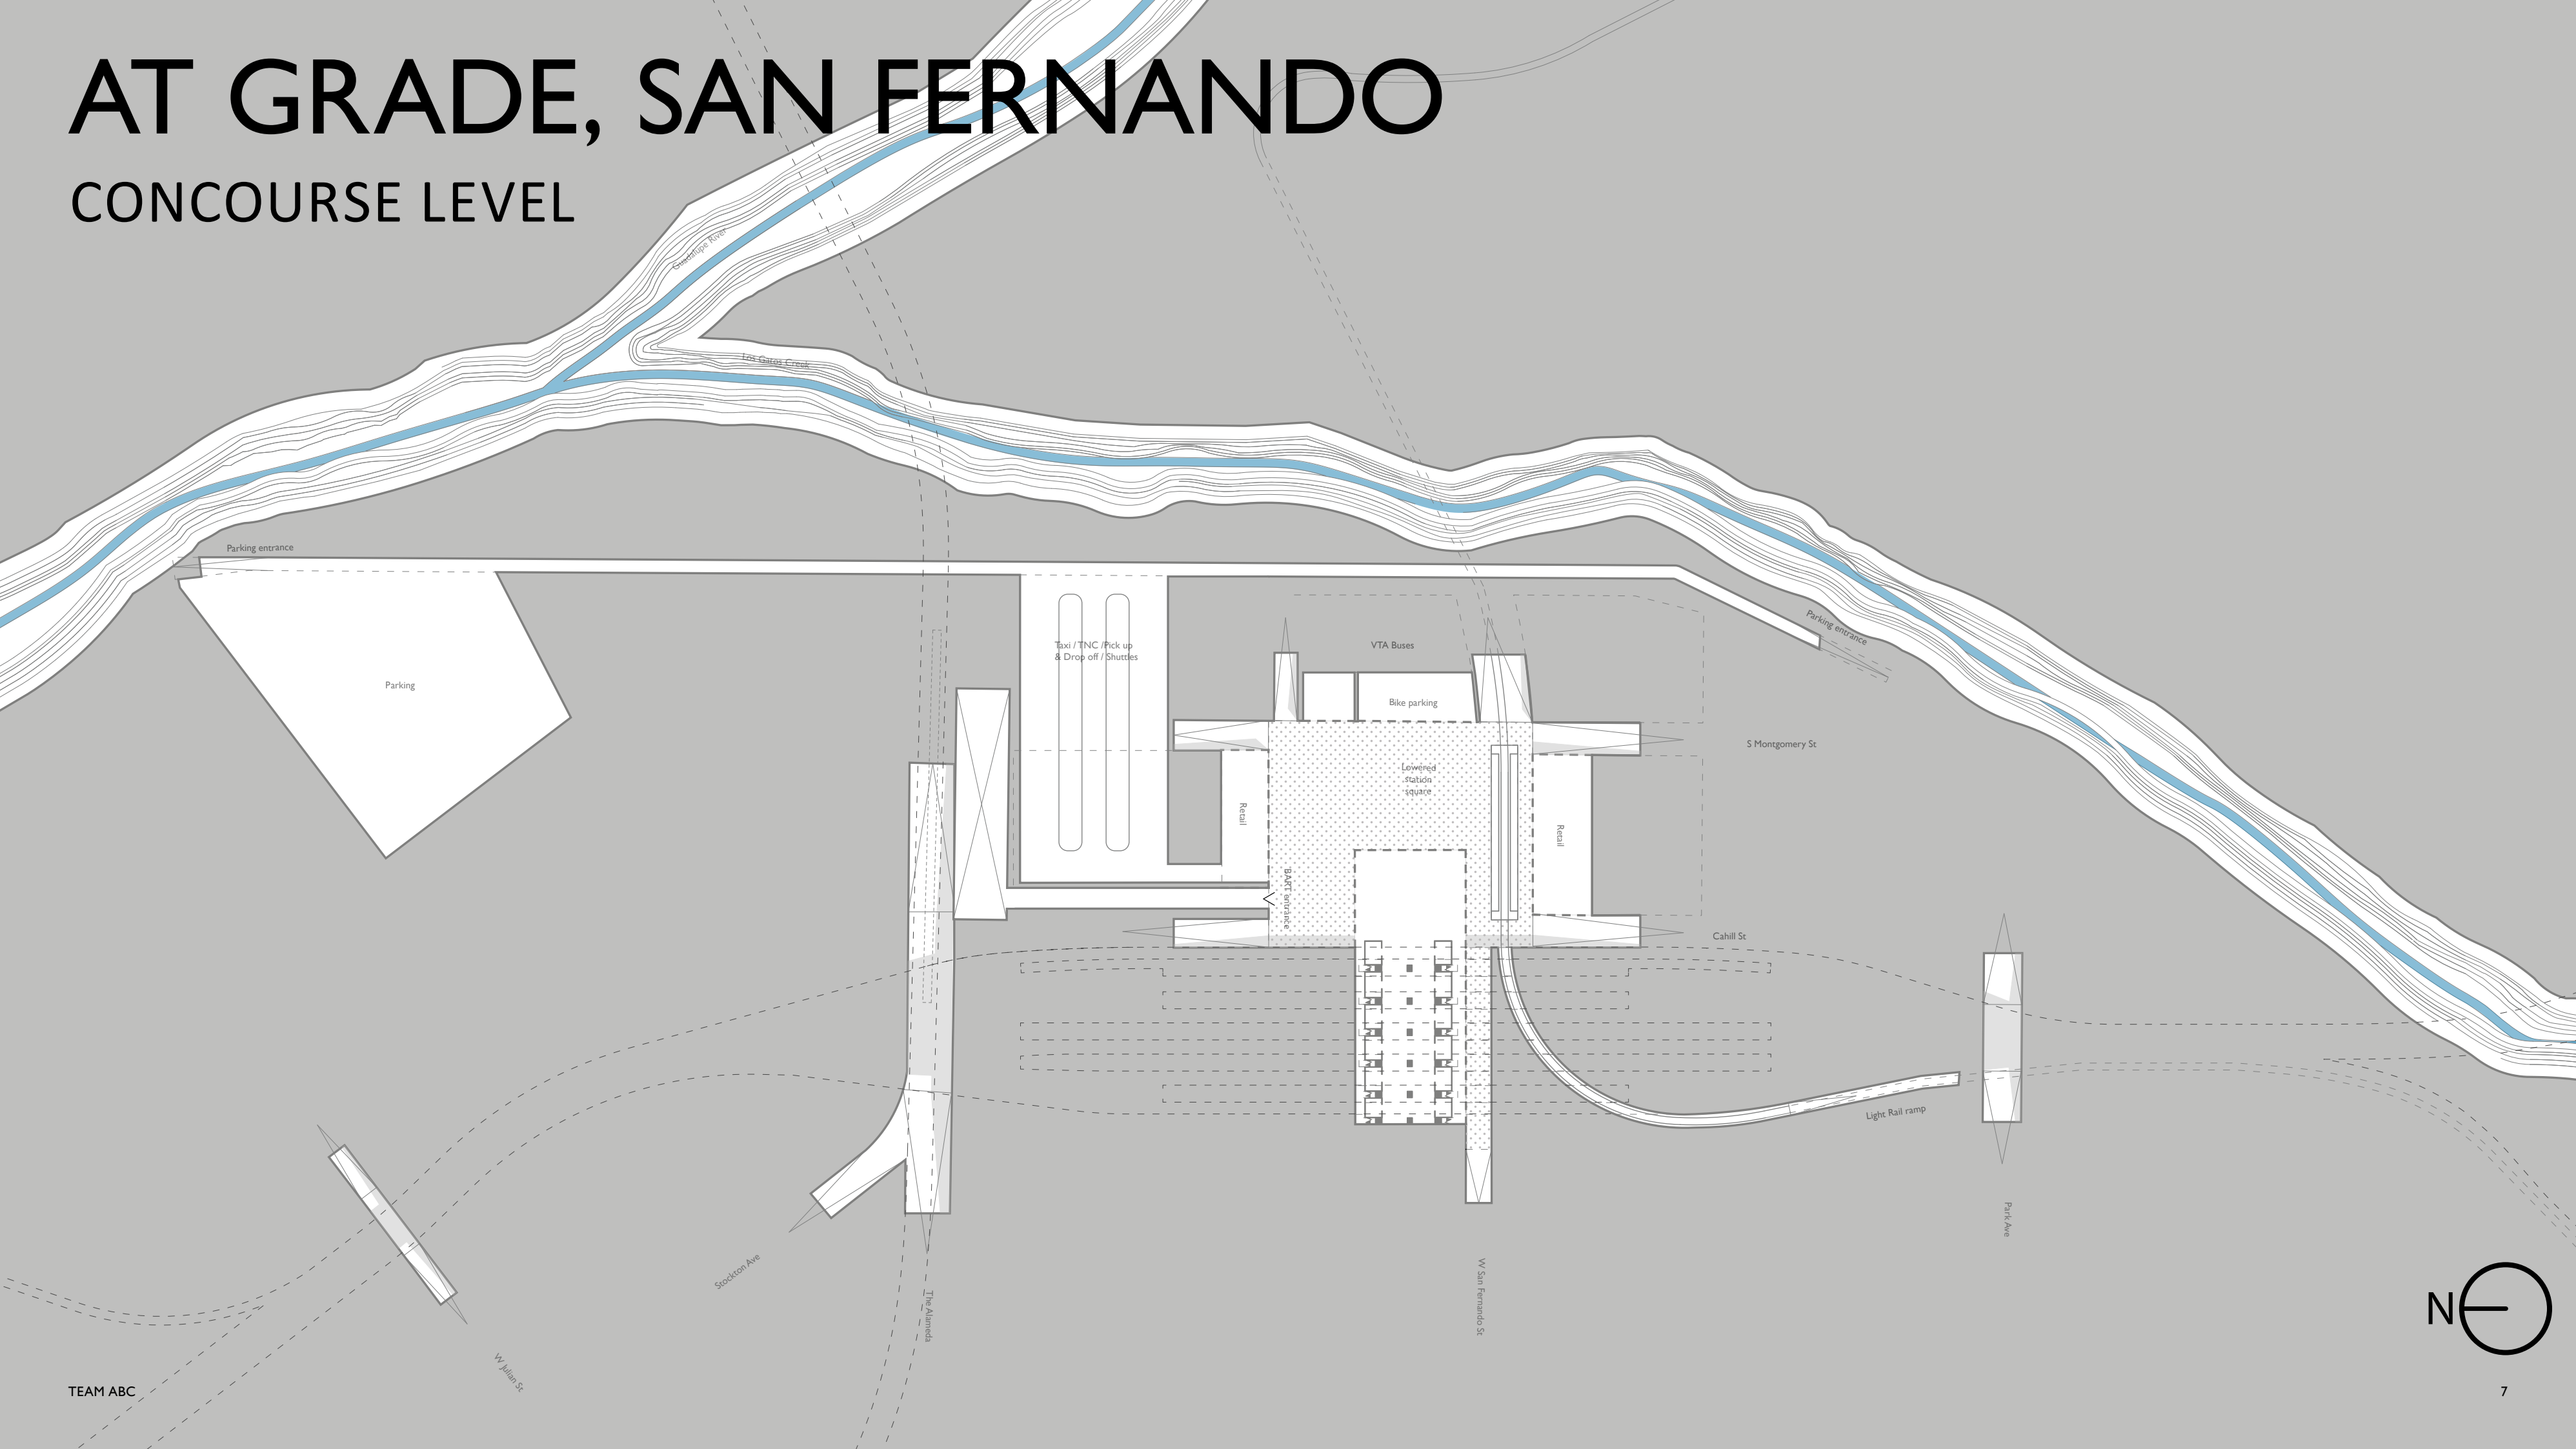 AT GRADE, SAN FERNANDO
CONCOURSE LEVEL
Guadalupe River
Los Gatos Creek
Parking entrance
Parking entrance
Taxi / TNC /Pick up
& Drop off / Shuttles
VTA Buses
Parking
Bike parking
S Montgomery St
Lowered
station
square
Retail
Retail
BART entrance
Cahill St
Light Rail ramp
Park Ave
Stockton Ave
The Alameda
W San Fernando St
W Julian St
N
TEAM ABC
7